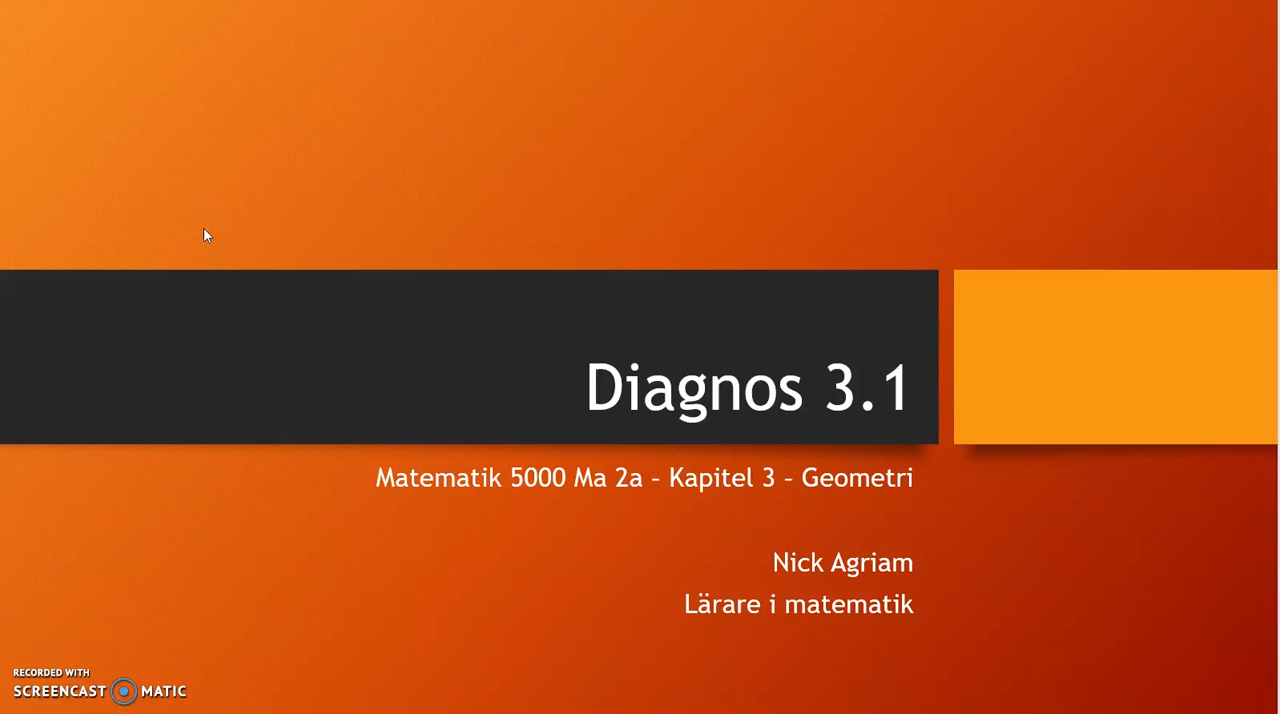 Diagnos 3.1
Matematik 5000 Ma 2a – Kapitel 3 – Geometri
Nick Agriam
Lärare i matematik
RECORDED WITH
SCREENCAST MATIC